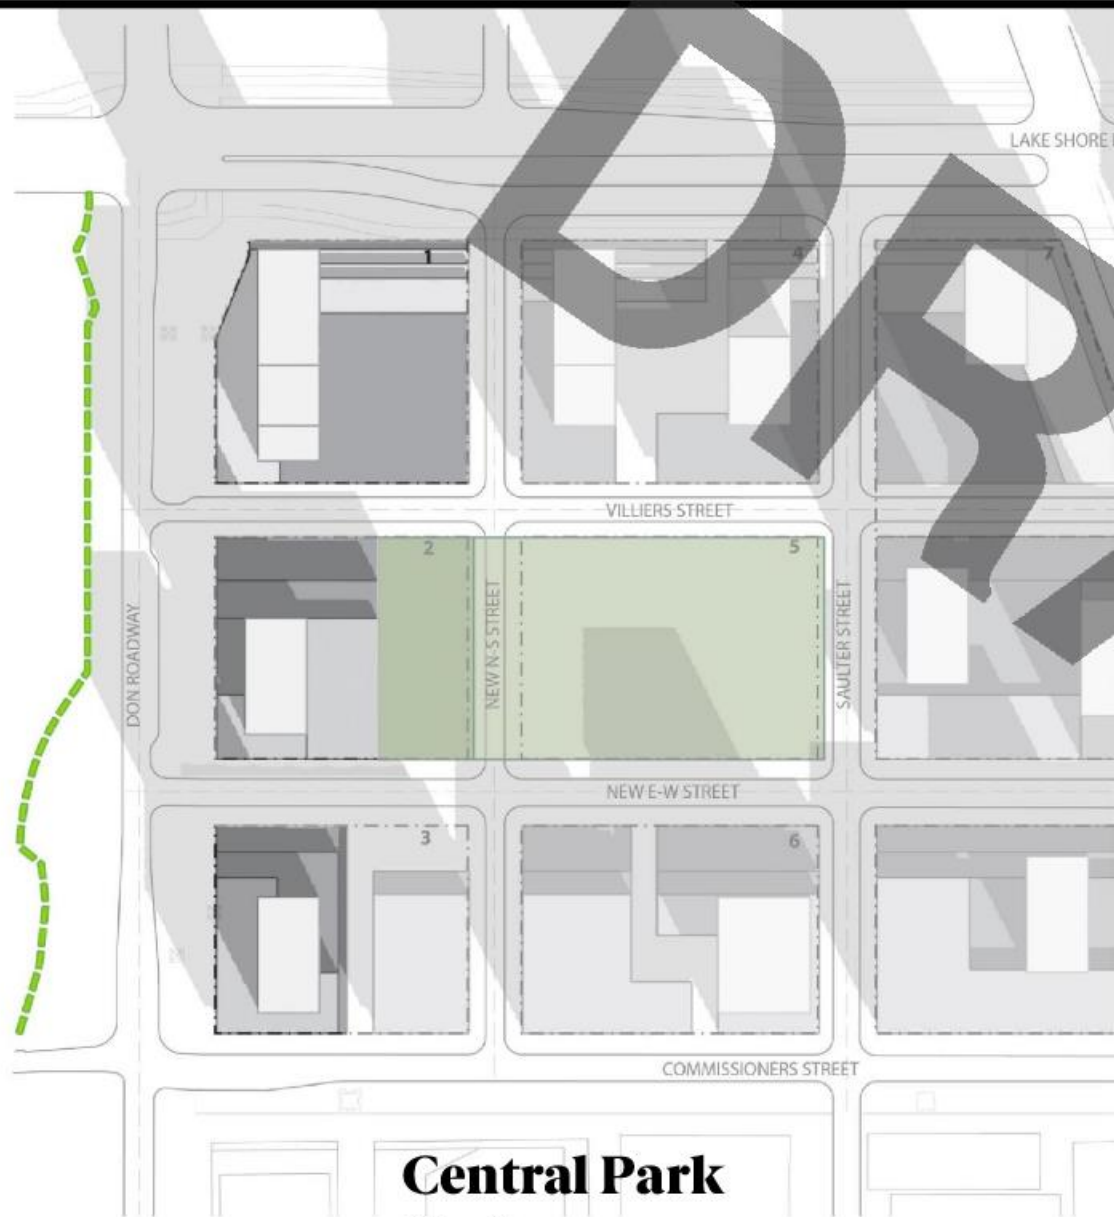 DR
LAKE SHORE
1
4
7
VILLIERS STREET
2
5
DON ROADWAY
NEW N-S STREET
SAULTER STREET
NEW E-W STREET
3
6
COMMISSIONERS STREET
Central Park